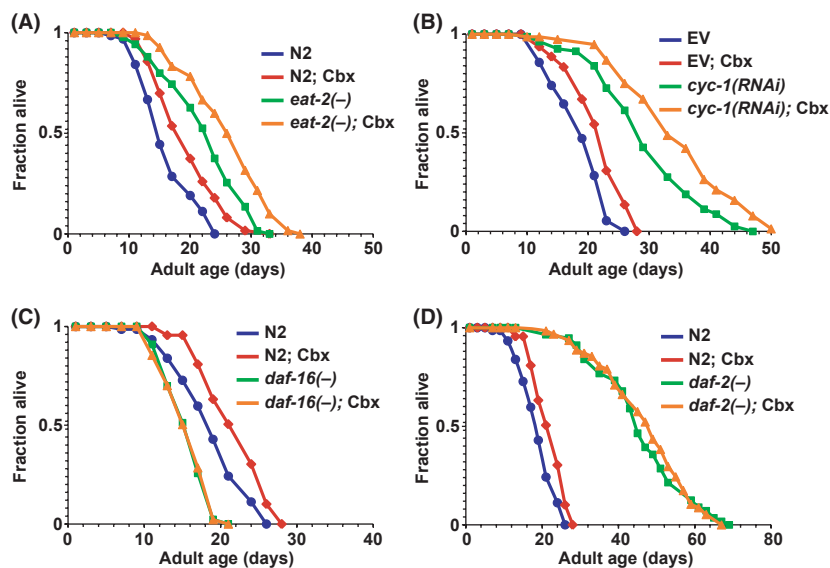 (A)
N2
N2; Cbx
eat-2(–)
eat-2(–); Cbx
Fraction alive
1
0.5
0
0 10 20 30 40 50
Adult age (days)
(B)
EV
EV; Cbx
cyc-1(RNAi)
cyc-1(RNAi); Cbx
Fraction alive
1
0.5
0
0 10 20 30 40 50
Adult age (days)
(C)
N2
N2; Cbx
daf-16(–)
daf-16(–); Cbx
Fraction alive
1
0.5
0
0 10 20 30 40
Adult age (days)
(D)
N2
N2; Cbx
daf-2(–)
daf-2(–); Cbx
Fraction alive
1
0.5
0
0 20 40 60 80
Adult age (days)